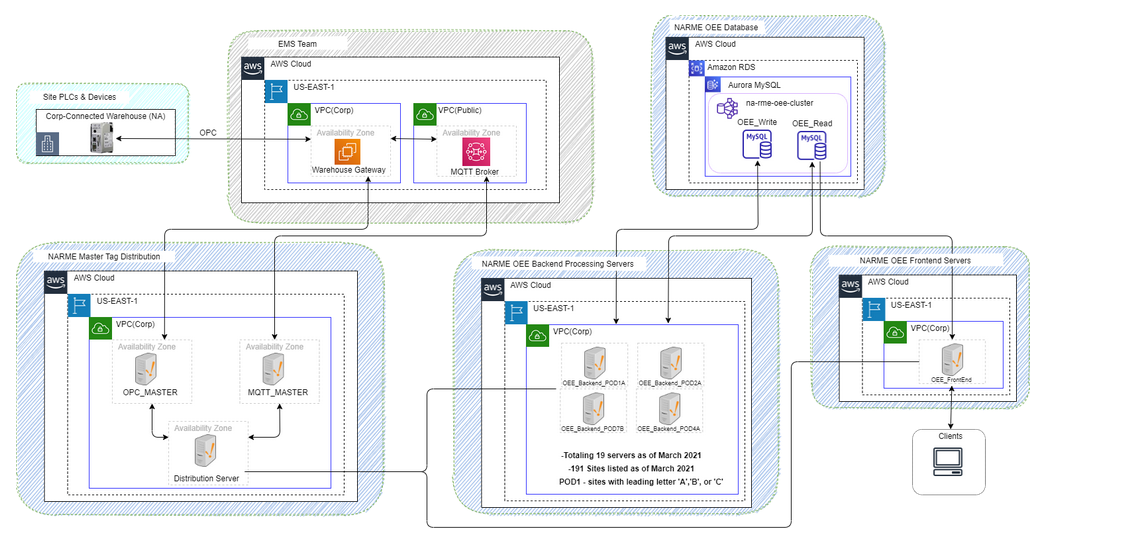 EMS Team
aws
AWS Cloud
US-EAST-1
VPC(Corp)
Availability Zone
Warehouse Gateway
VPC(Public)
Availability Zone
MQTT Broker
NARME OEE Database
aws
AWS Cloud
Amazon RDS
Aurora MySQL
na-rme-oee-cluster
OEE_Write
MySQL
OEE_Read
MySQL
Site PLCs & Devices
Corp-Connected Warehouse (NA)
OPC
NARME Master Tag Distribution
aws
AWS Cloud
US-EAST-1
VPC(Corp)
Availability Zone
OPC_MASTER
Availability Zone
MQTT_MASTER
Availability Zone
Distribution Server
NARME OEE Backend Processing Servers
aws
AWS Cloud
US-EAST-1
VPC(Corp)
OEE_Backend_POD1A
OEE_Backend_POD2A
OEE_Backend_POD7B
OEE_Backend_POD4A
-Totaling 19 servers as of March 2021
-191 Sites listed as of March 2021
POD1 - sites with leading letter 'A','B', or 'C'
NARME OEE Frontend Servers
aws
AWS Cloud
US-EAST-1
VPC(Corp)
OEE_FrontEnd
Clients